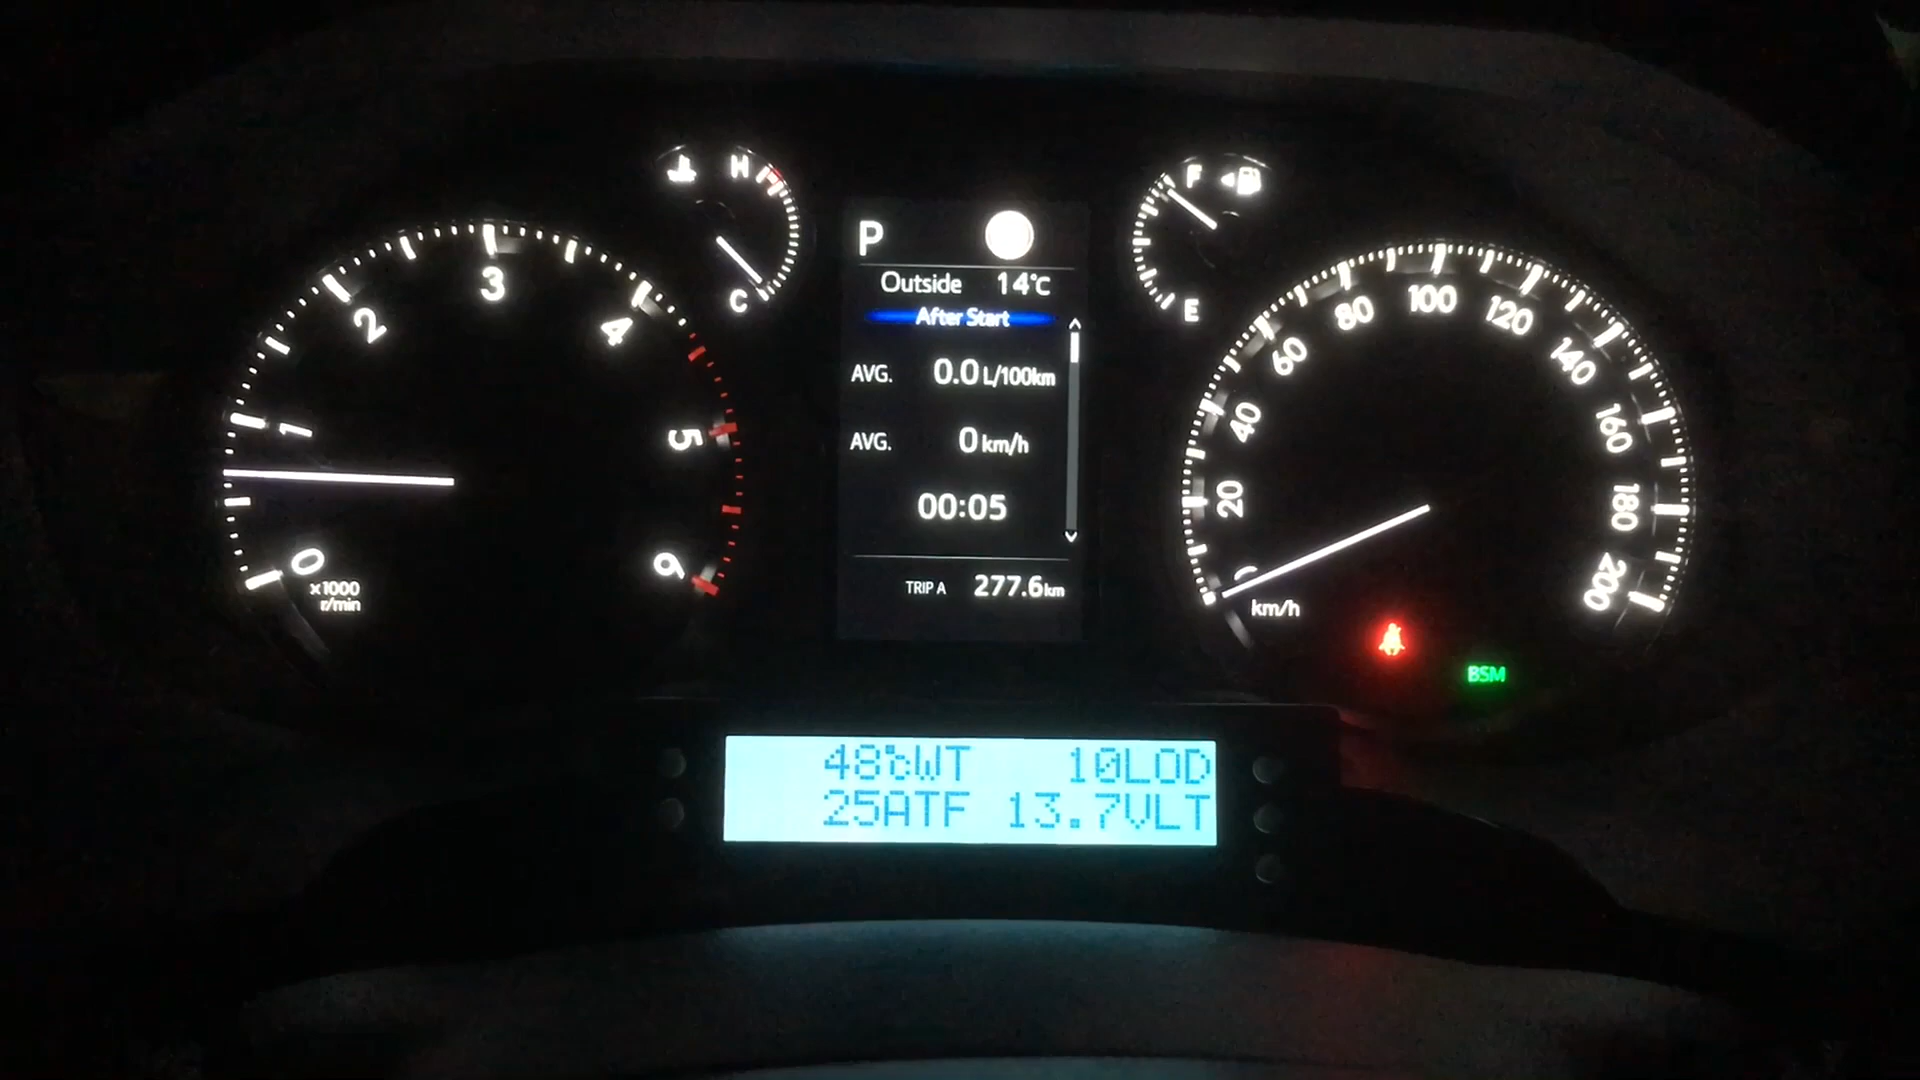 H
C
P
Outside 14°C
After Start
AVG. 0.0 L/100km
AVG. 0 km/h
00:05
TRIP A 277.6 km
F
E
0
1
2
3
4
5
6
x1000
r/min
0
20
40
60
80
100
120
140
160
180
200
km/h
BSM
48℃WT 10LOD
25ATF 13.7VLT